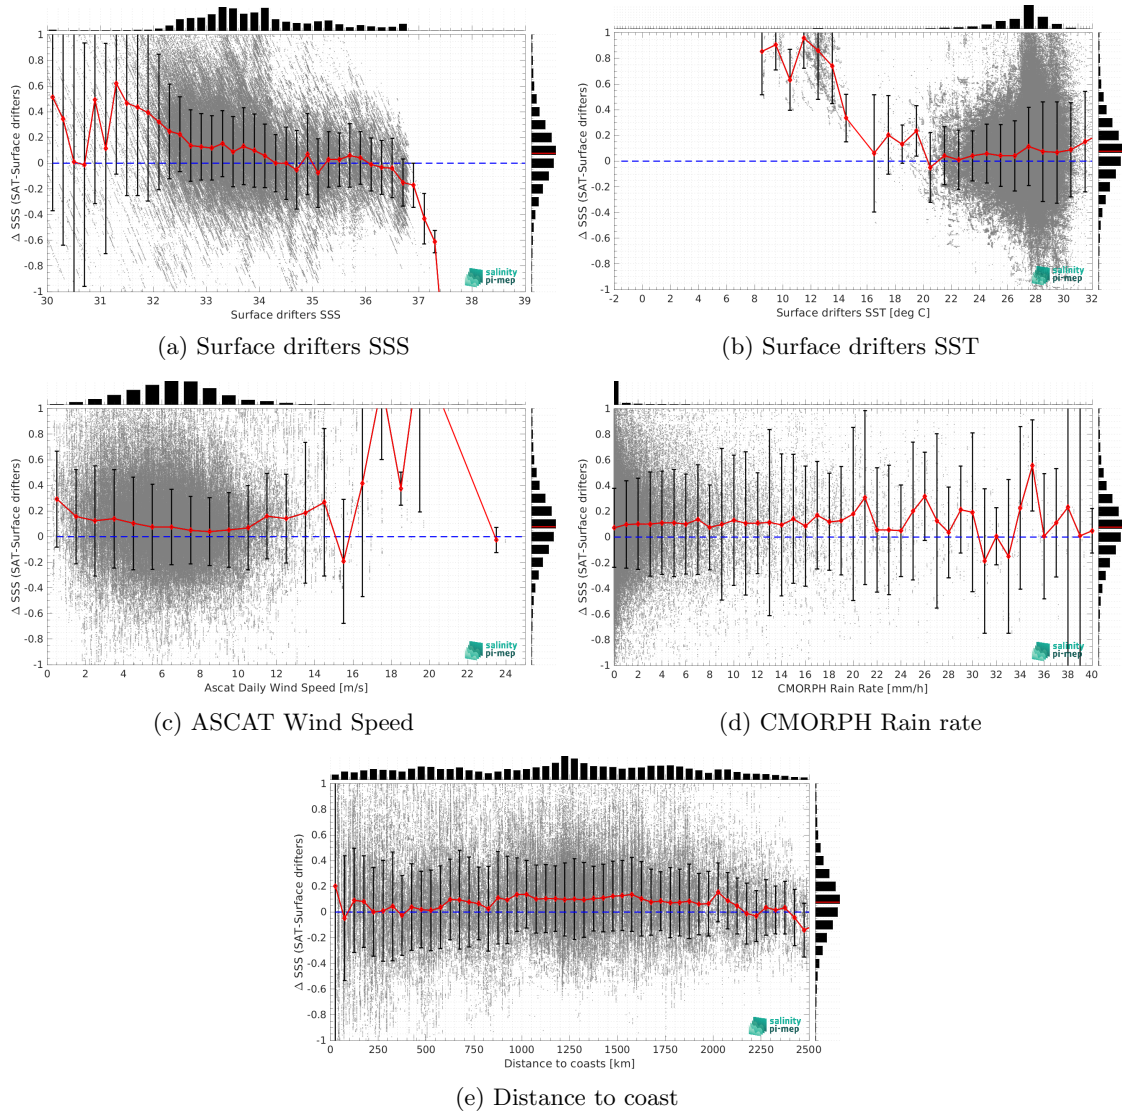 Δ SSS (SAT-Surface drifters)
1
0.8
0.6
0.4
0.2
0
-0.2
-0.4
-0.6
-0.8
-1
30 31 32 33 34 35 36 37 38 39
Surface drifters SSS
salinity
pi-mep
(a) Surface drifters SSS
Δ SSS (SAT-Surface drifters)
1
0.8
0.6
0.4
0.2
0
-0.2
-0.4
-0.6
-0.8
-1
-2 0 2 4 6 8 10 12 14 16 18 20 22 24 26 28 30 32
Surface drifters SST [deg C]
salinity
pi-mep
(b) Surface drifters SST
Δ SSS (SAT-Surface drifters)
1
0.8
0.6
0.4
0.2
0
-0.2
-0.4
-0.6
-0.8
-1
0 2 4 6 8 10 12 14 16 18 20 22 24
Ascat Daily Wind Speed [m/s]
salinity
pi-mep
(c) ASCAT Wind Speed
Δ SSS (SAT-Surface drifters)
1
0.8
0.6
0.4
0.2
0
-0.2
-0.4
-0.6
-0.8
-1
0 2 4 6 8 10 12 14 16 18 20 22 24 26 28 30 32 34 36 38 40
CMORPH Rain Rate [mm/h]
salinity
pi-mep
(d) CMORPH Rain rate
Δ SSS (SAT-Surface drifters)
1
0.8
0.6
0.4
0.2
0
-0.2
-0.4
-0.6
-0.8
-1
0 250 500 750 1000 1250 1500 1750 2000 2250 2500
Distance to coasts [km]
salinity
pi-mep
(e) Distance to coast